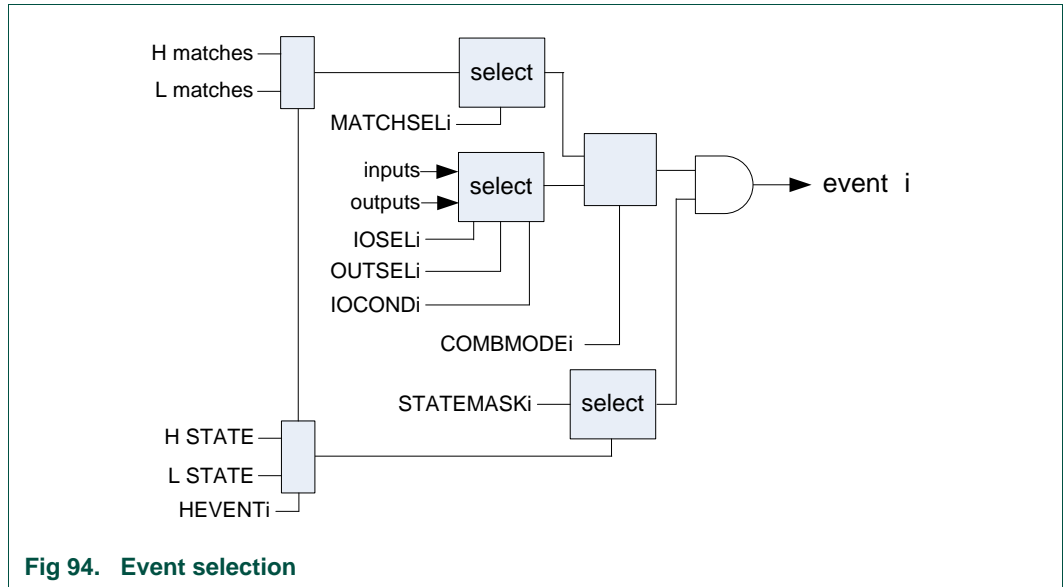 H matches
L matches
select
MATCHSELi
inputs
outputs
select
IOSELi
OUTSELi
IOCONDi
COMBMODEi
event i
STATEMASKi
select
H STATE
L STATE
HEVENTi
Fig 94. Event selection